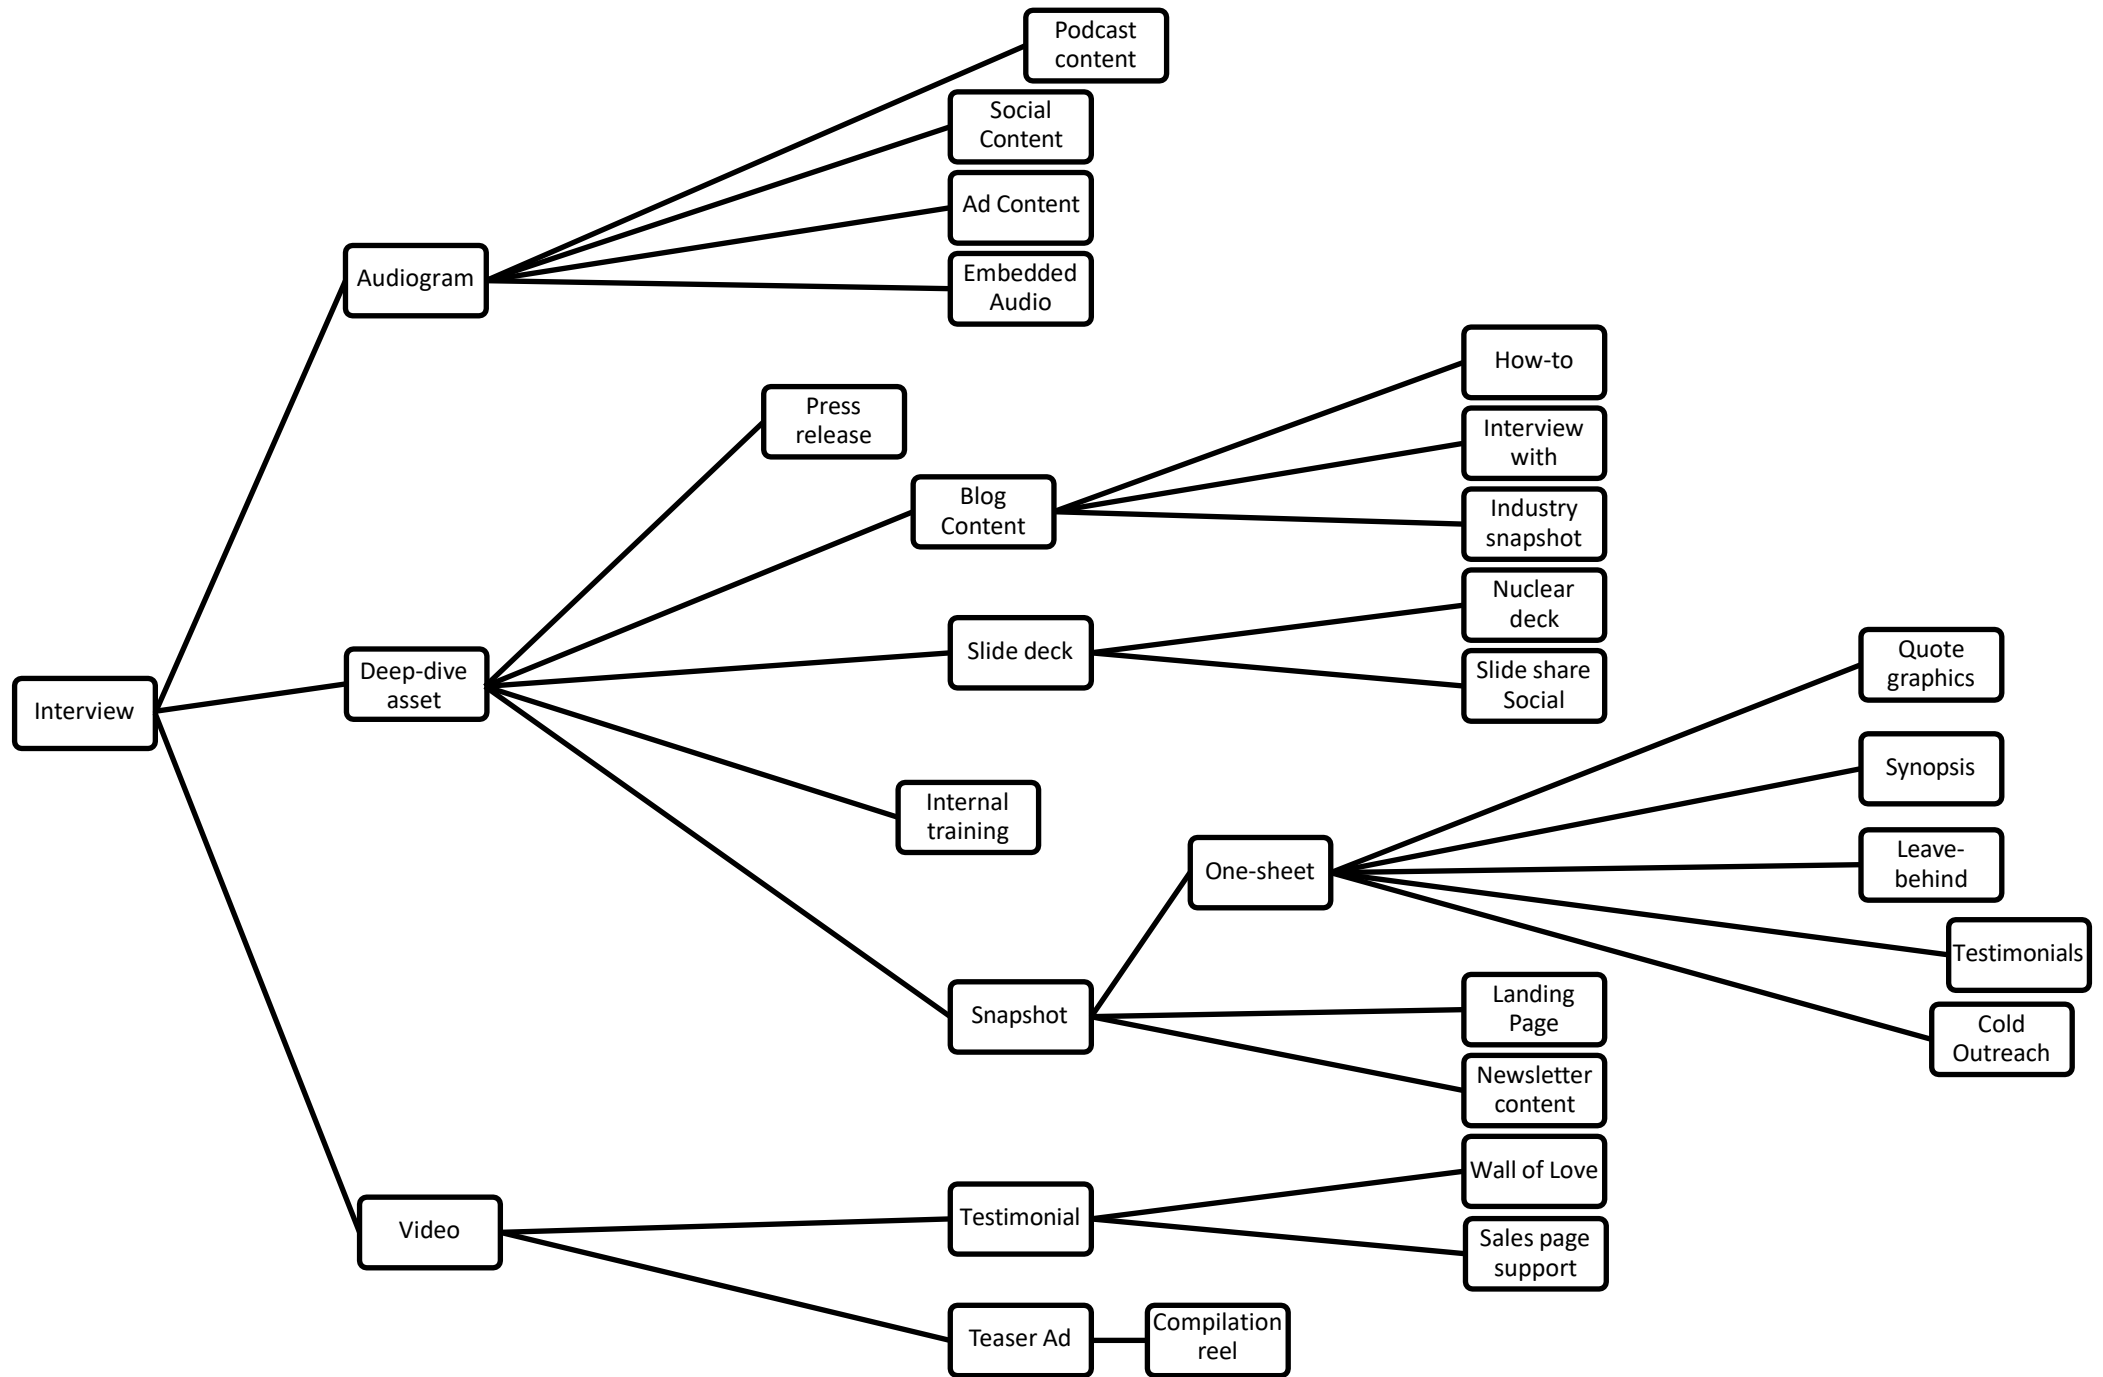 Podcast
content
Social
Content
Ad Content
Embedded
Audio
Audiogram
How-to
Press
release
Interview
with
Blog
Content
Industry
snapshot
Nuclear
deck
Slide deck
Slide share
Social
Quote
graphics
Deep-dive
asset
Interview
Synopsis
Internal
training
One-sheet
Leave-
behind
Testimonials
Snapshot
Landing
Page
Cold
Outreach
Newsletter
content
Wall of Love
Testimonial
Video
Sales page
support
Teaser Ad
Compilation
reel